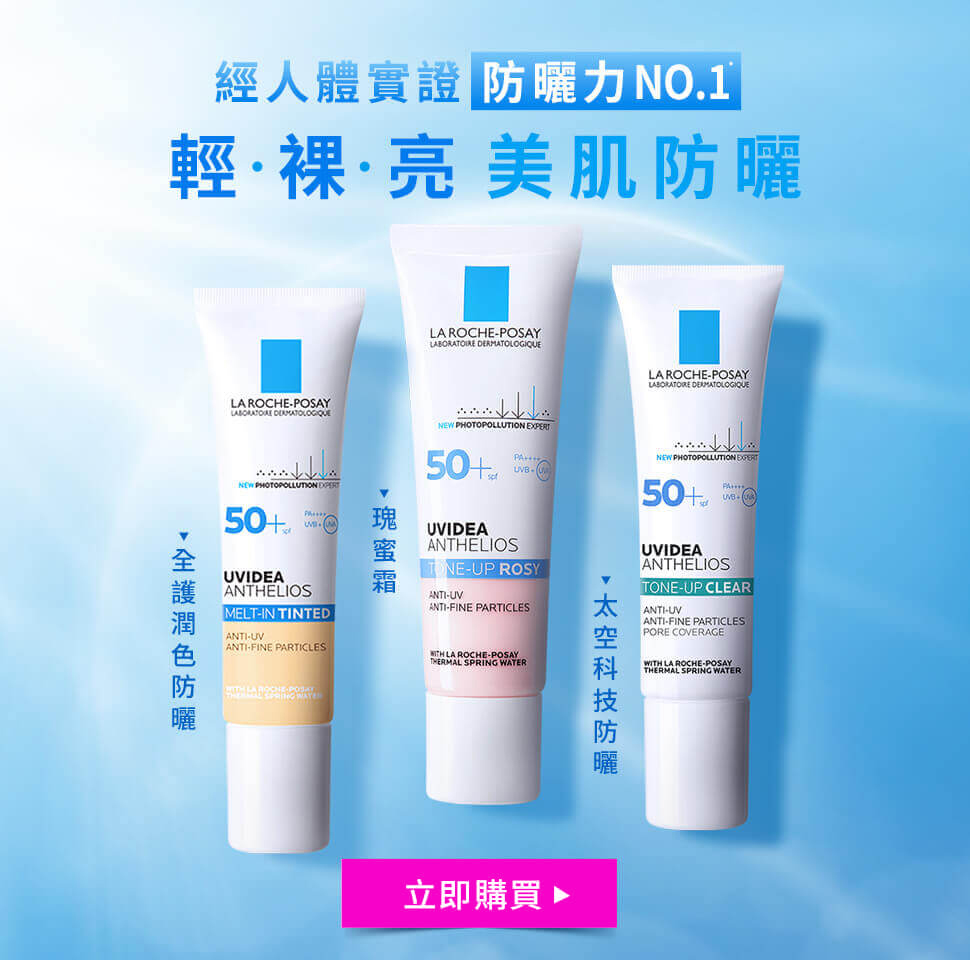 經人體實證 防曬力NO.1*
輕·裸·亮 美肌防曬
LA ROCHE-POSAY
LABORATOIRE DERMATOLOGIQUE
NEW PHOTOPOLLUTION EXPERT
50+ spf
PA++++
UVB + UVA
UVIDEA
ANTHELIOS
MELT-IN TINTED
ANTI-UV
ANTI-FINE PARTICLES
WITH LA ROCHE-POSAY
THERMAL SPRING WATER
▼全護潤色防曬
LA ROCHE-POSAY
LABORATOIRE DERMATOLOGIQUE
NEW PHOTOPOLLUTION EXPERT
50+ spf
PA++++
UVB + UVA
UVIDEA
ANTHELIOS
TONE-UP ROSY
ANTI-UV
ANTI-FINE PARTICLES
WITH LA ROCHE-POSAY
THERMAL SPRING WATER
▼瑰蜜霜
LA ROCHE-POSAY
LABORATOIRE DERMATOLOGIQUE
NEW PHOTOPOLLUTION EXPERT
50+ spf
PA++++
UVB + UVA
UVIDEA
ANTHELIOS
TONE-UP CLEAR
ANTI-UV
ANTI-FINE PARTICLES
PORE COVERAGE
WITH LA ROCHE-POSAY
THERMAL SPRING WATER
▼太空科技防曬
立即購買 ▶